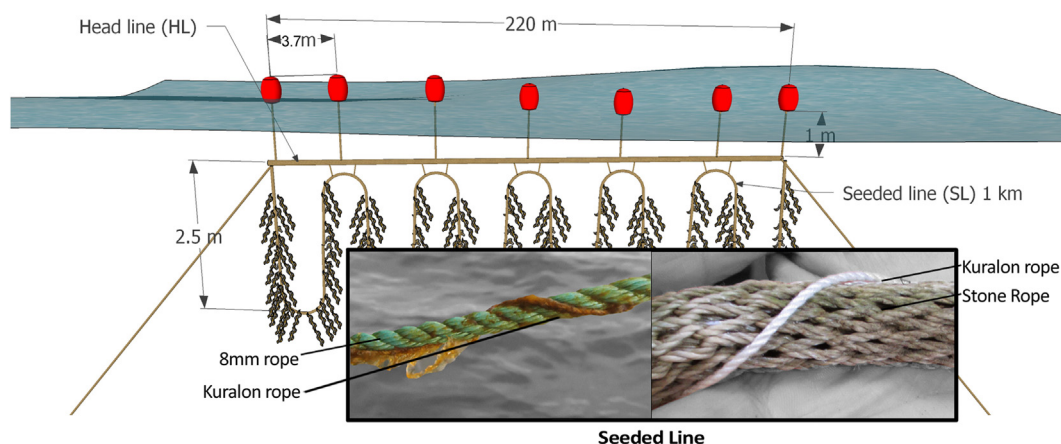 Head line (HL)
220 m
3.7m
1 m
Seeded line (SL) 1 km
2.5 m
Kuralon rope
Stone Rope
8mm rope
Kuralon rope
Seeded Line